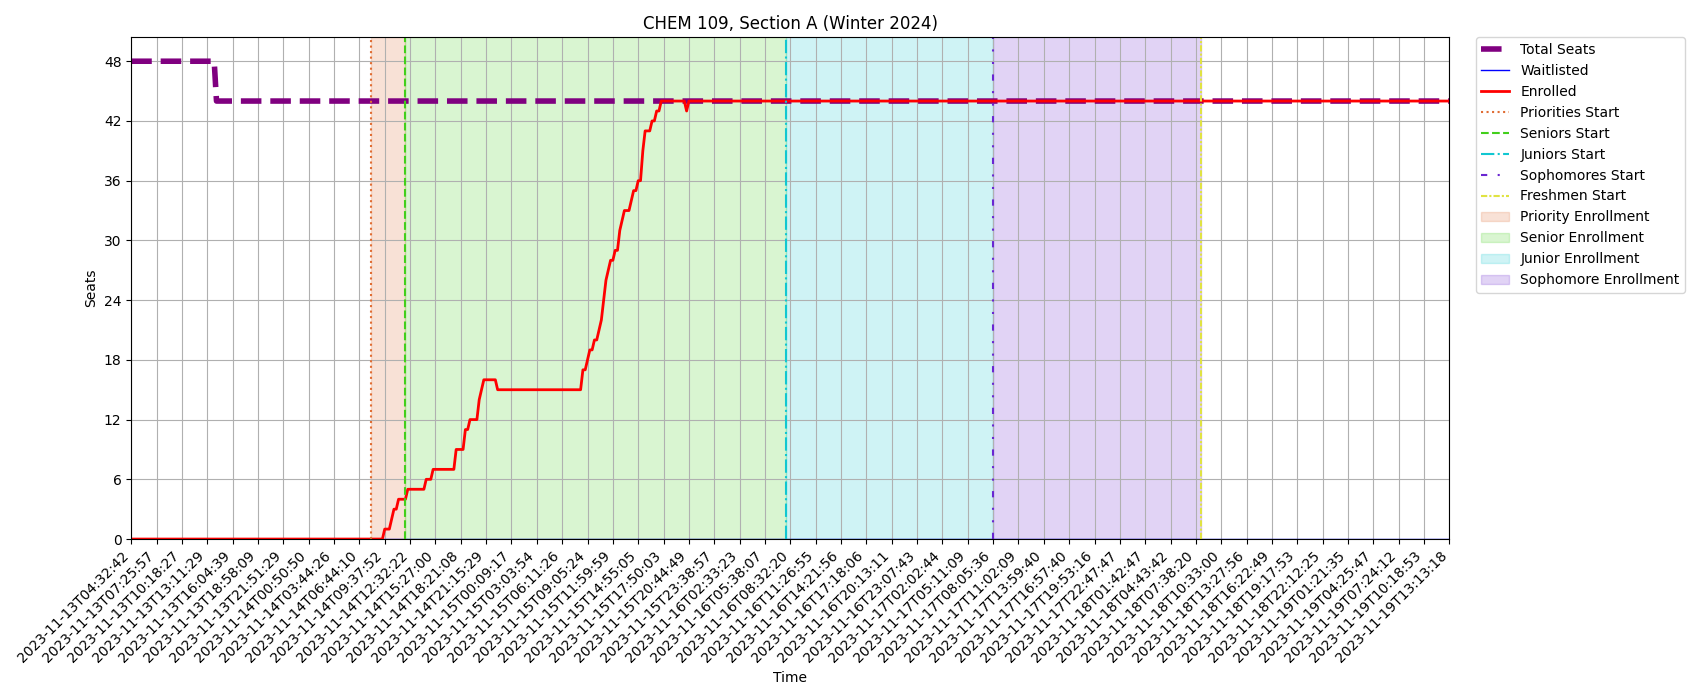 CHEM 109, Section A (Winter 2024)
Total Seats
Waitlisted
Enrolled
Priorities Start
Seniors Start
Juniors Start
Sophomores Start
Freshmen Start
Priority Enrollment
Senior Enrollment
Junior Enrollment
Sophomore Enrollment
Seats
48
42
36
30
24
18
12
6
0
2023-11-13T04:32:42
2023-11-13T07:25:57
2023-11-13T10:18:27
2023-11-13T13:11:29
2023-11-13T16:04:39
2023-11-13T18:58:09
2023-11-13T21:51:29
2023-11-14T00:50:50
2023-11-14T03:44:26
2023-11-14T06:44:10
2023-11-14T09:37:52
2023-11-14T12:32:22
2023-11-14T15:27:00
2023-11-14T18:21:08
2023-11-14T21:15:29
2023-11-15T00:09:17
2023-11-15T03:03:54
2023-11-15T06:11:26
2023-11-15T09:05:24
2023-11-15T11:59:59
2023-11-15T14:55:05
2023-11-15T17:50:03
2023-11-15T20:44:49
2023-11-15T23:38:57
2023-11-16T02:33:23
2023-11-16T05:38:07
2023-11-16T08:32:20
2023-11-16T11:26:55
2023-11-16T14:21:56
2023-11-16T17:18:06
2023-11-16T20:13:11
2023-11-16T23:07:43
2023-11-17T02:02:44
2023-11-17T05:11:09
2023-11-17T08:05:36
2023-11-17T11:02:09
2023-11-17T13:59:40
2023-11-17T16:57:40
2023-11-17T19:53:16
2023-11-17T22:47:47
2023-11-18T01:42:47
2023-11-18T04:43:42
2023-11-18T07:38:20
2023-11-18T10:33:00
2023-11-18T13:27:56
2023-11-18T16:22:49
2023-11-18T19:17:53
2023-11-18T22:12:25
2023-11-19T01:21:35
2023-11-19T04:25:47
2023-11-19T07:24:12
2023-11-19T10:18:53
2023-11-19T13:13:18
Time